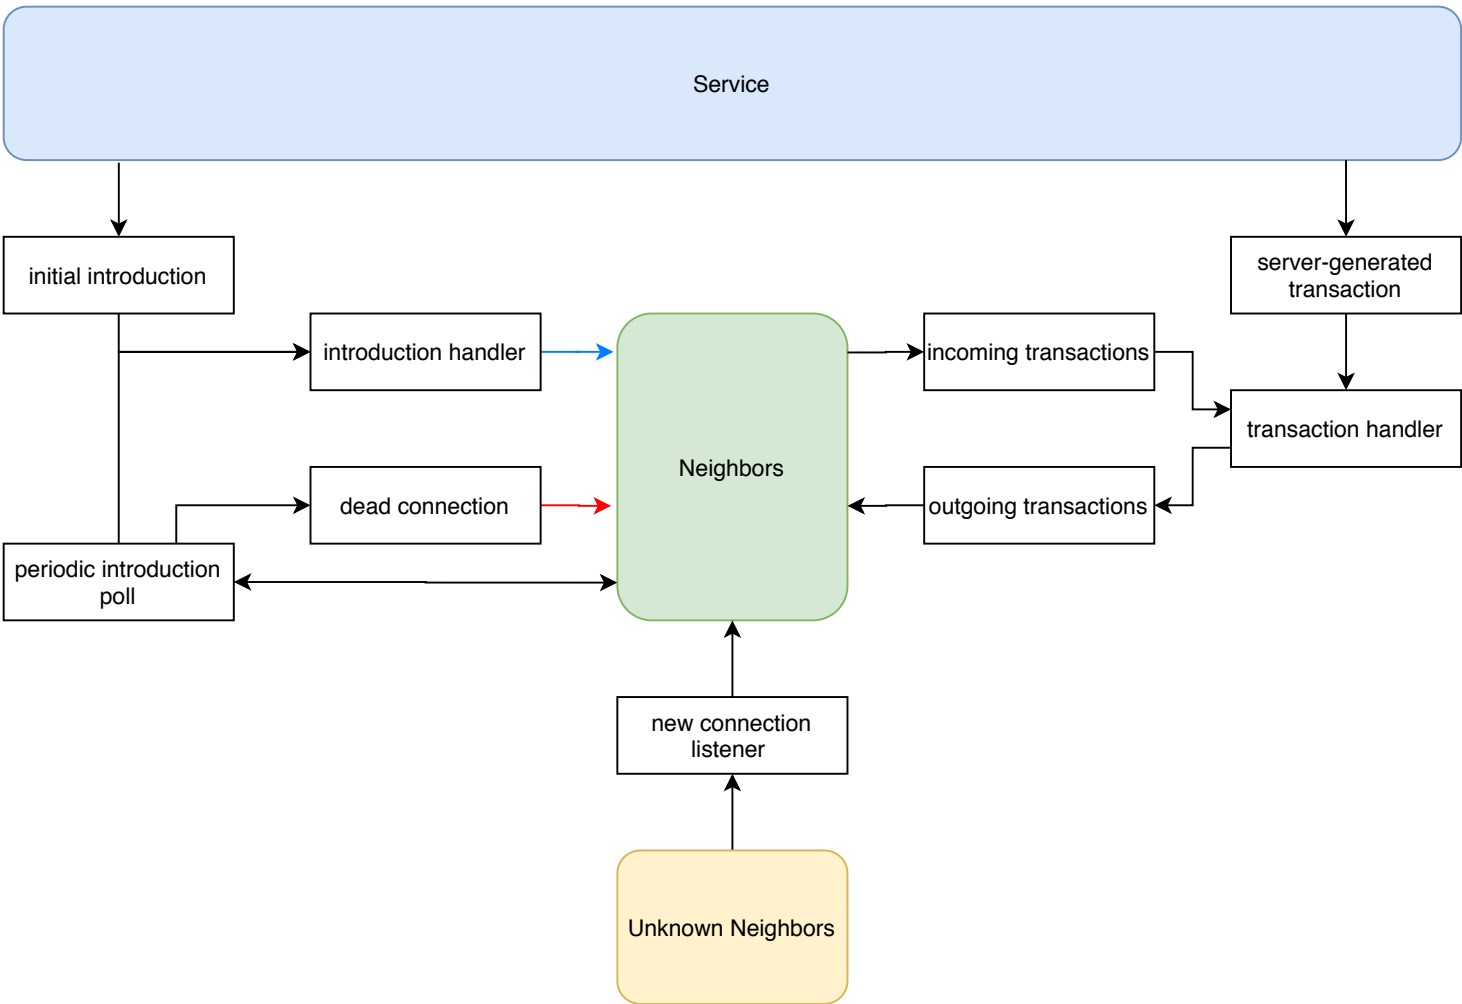 Service
initial introduction
server-generated
transaction
introduction handler
incoming transactions
transaction handler
Neighbors
dead connection
outgoing transactions
periodic introduction
poll
new connection
listener
Unknown Neighbors